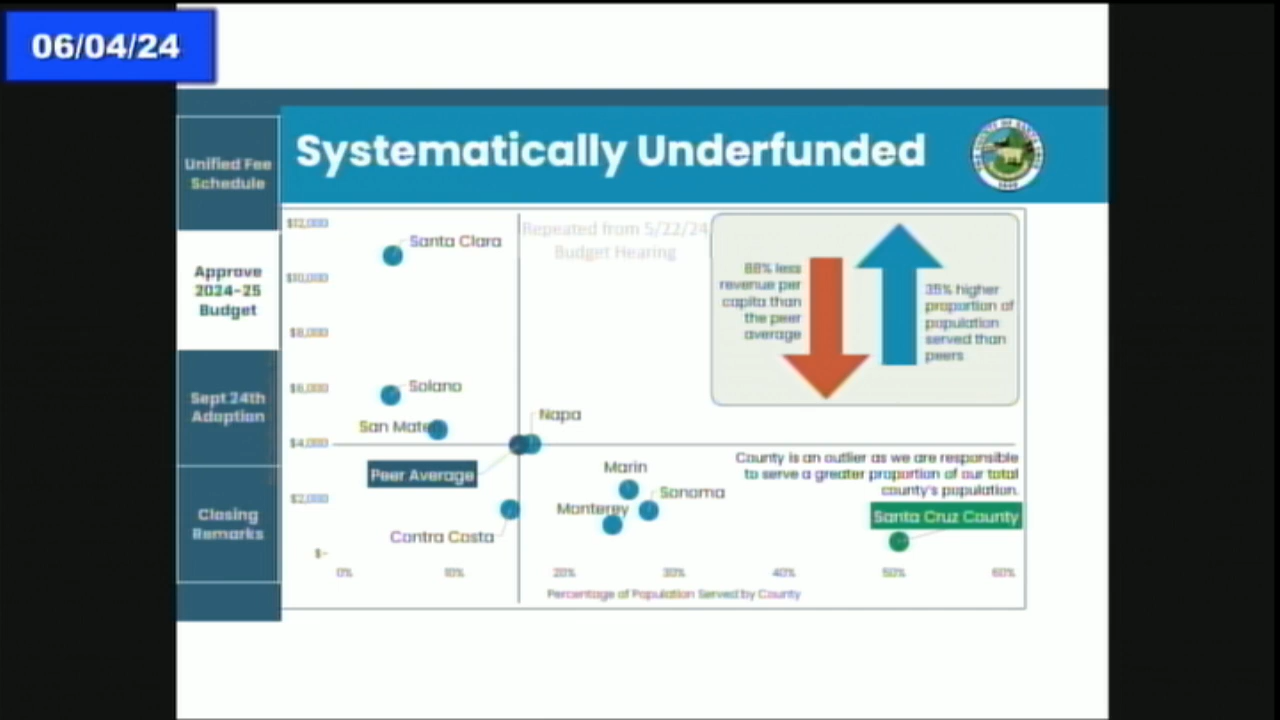 06/04/24
Systematically Underfunded
Unified Fee
Schedule
Approve
2024-25
Budget
Sept 24th
Adoption
Closing
Remarks
Repeated from 5/22/24
Budget Hearing
$12,000
$10,000
$8,000
$6,000
$4,000
$2,000
$-
Santa Clara
Solano
San Mateo
Napa
Peer Average
Marin
Sonoma
Monterey
Contra Costa
Santa Cruz County
88% less
revenue per
capita than
the peer
average
35% higher
proportion of
population
served than
peers
County is an outlier as we are responsible
to serve a greater proportion of our total
county's population.
0%
10%
20%
30%
40%
50%
60%
Percentage of Population Served by County